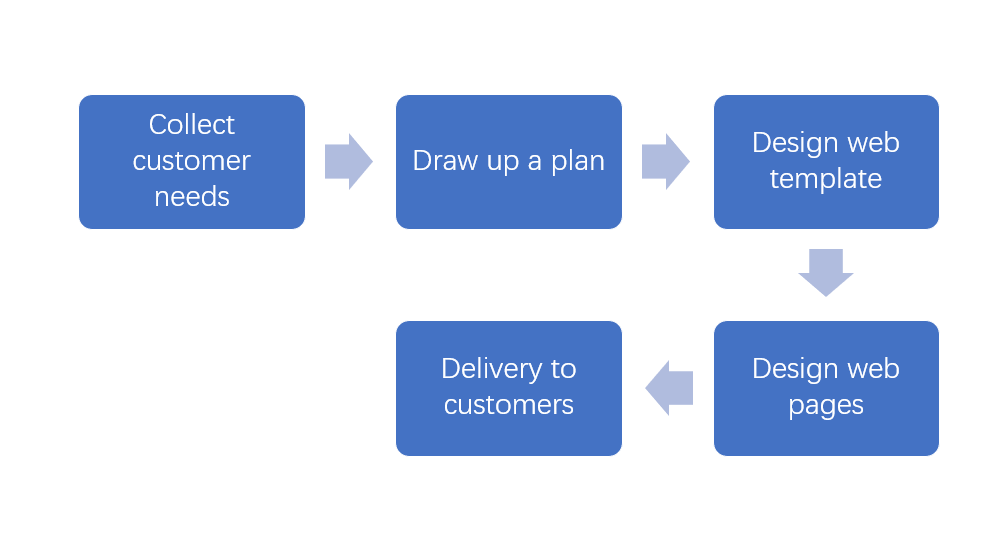 Collect
customer
needs
Draw up a plan
Design web
template
Design web
pages
Delivery to
customers